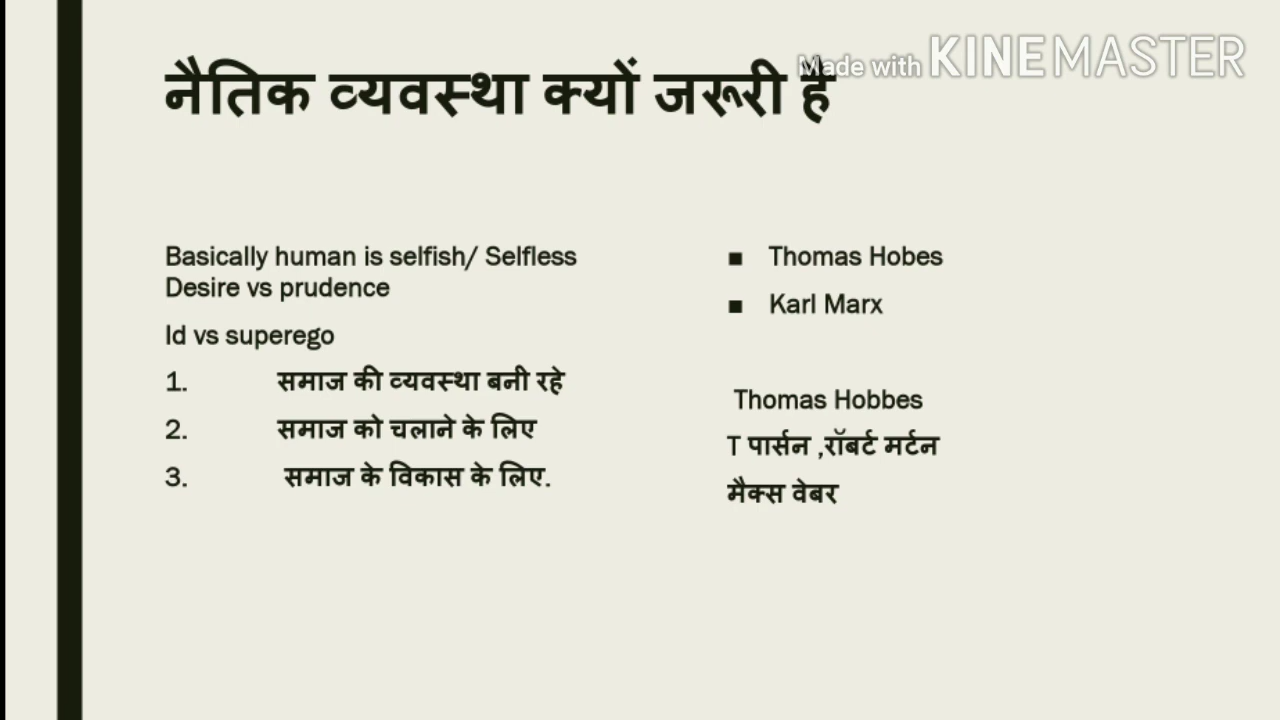 Made with KINEMASTER
नैतिक व्यवस्था क्यों जरूरी है
Basically human is selfish/ Selfless
Desire vs prudence
Id vs superego
1. समाज की व्यवस्था बनी रहे
2. समाज को चलाने के लिए
3. समाज के विकास के लिए.
■ Thomas Hobes
■ Karl Marx
Thomas Hobbes
T पार्सन ,रॉबर्ट मर्टन
मैक्स वेबर